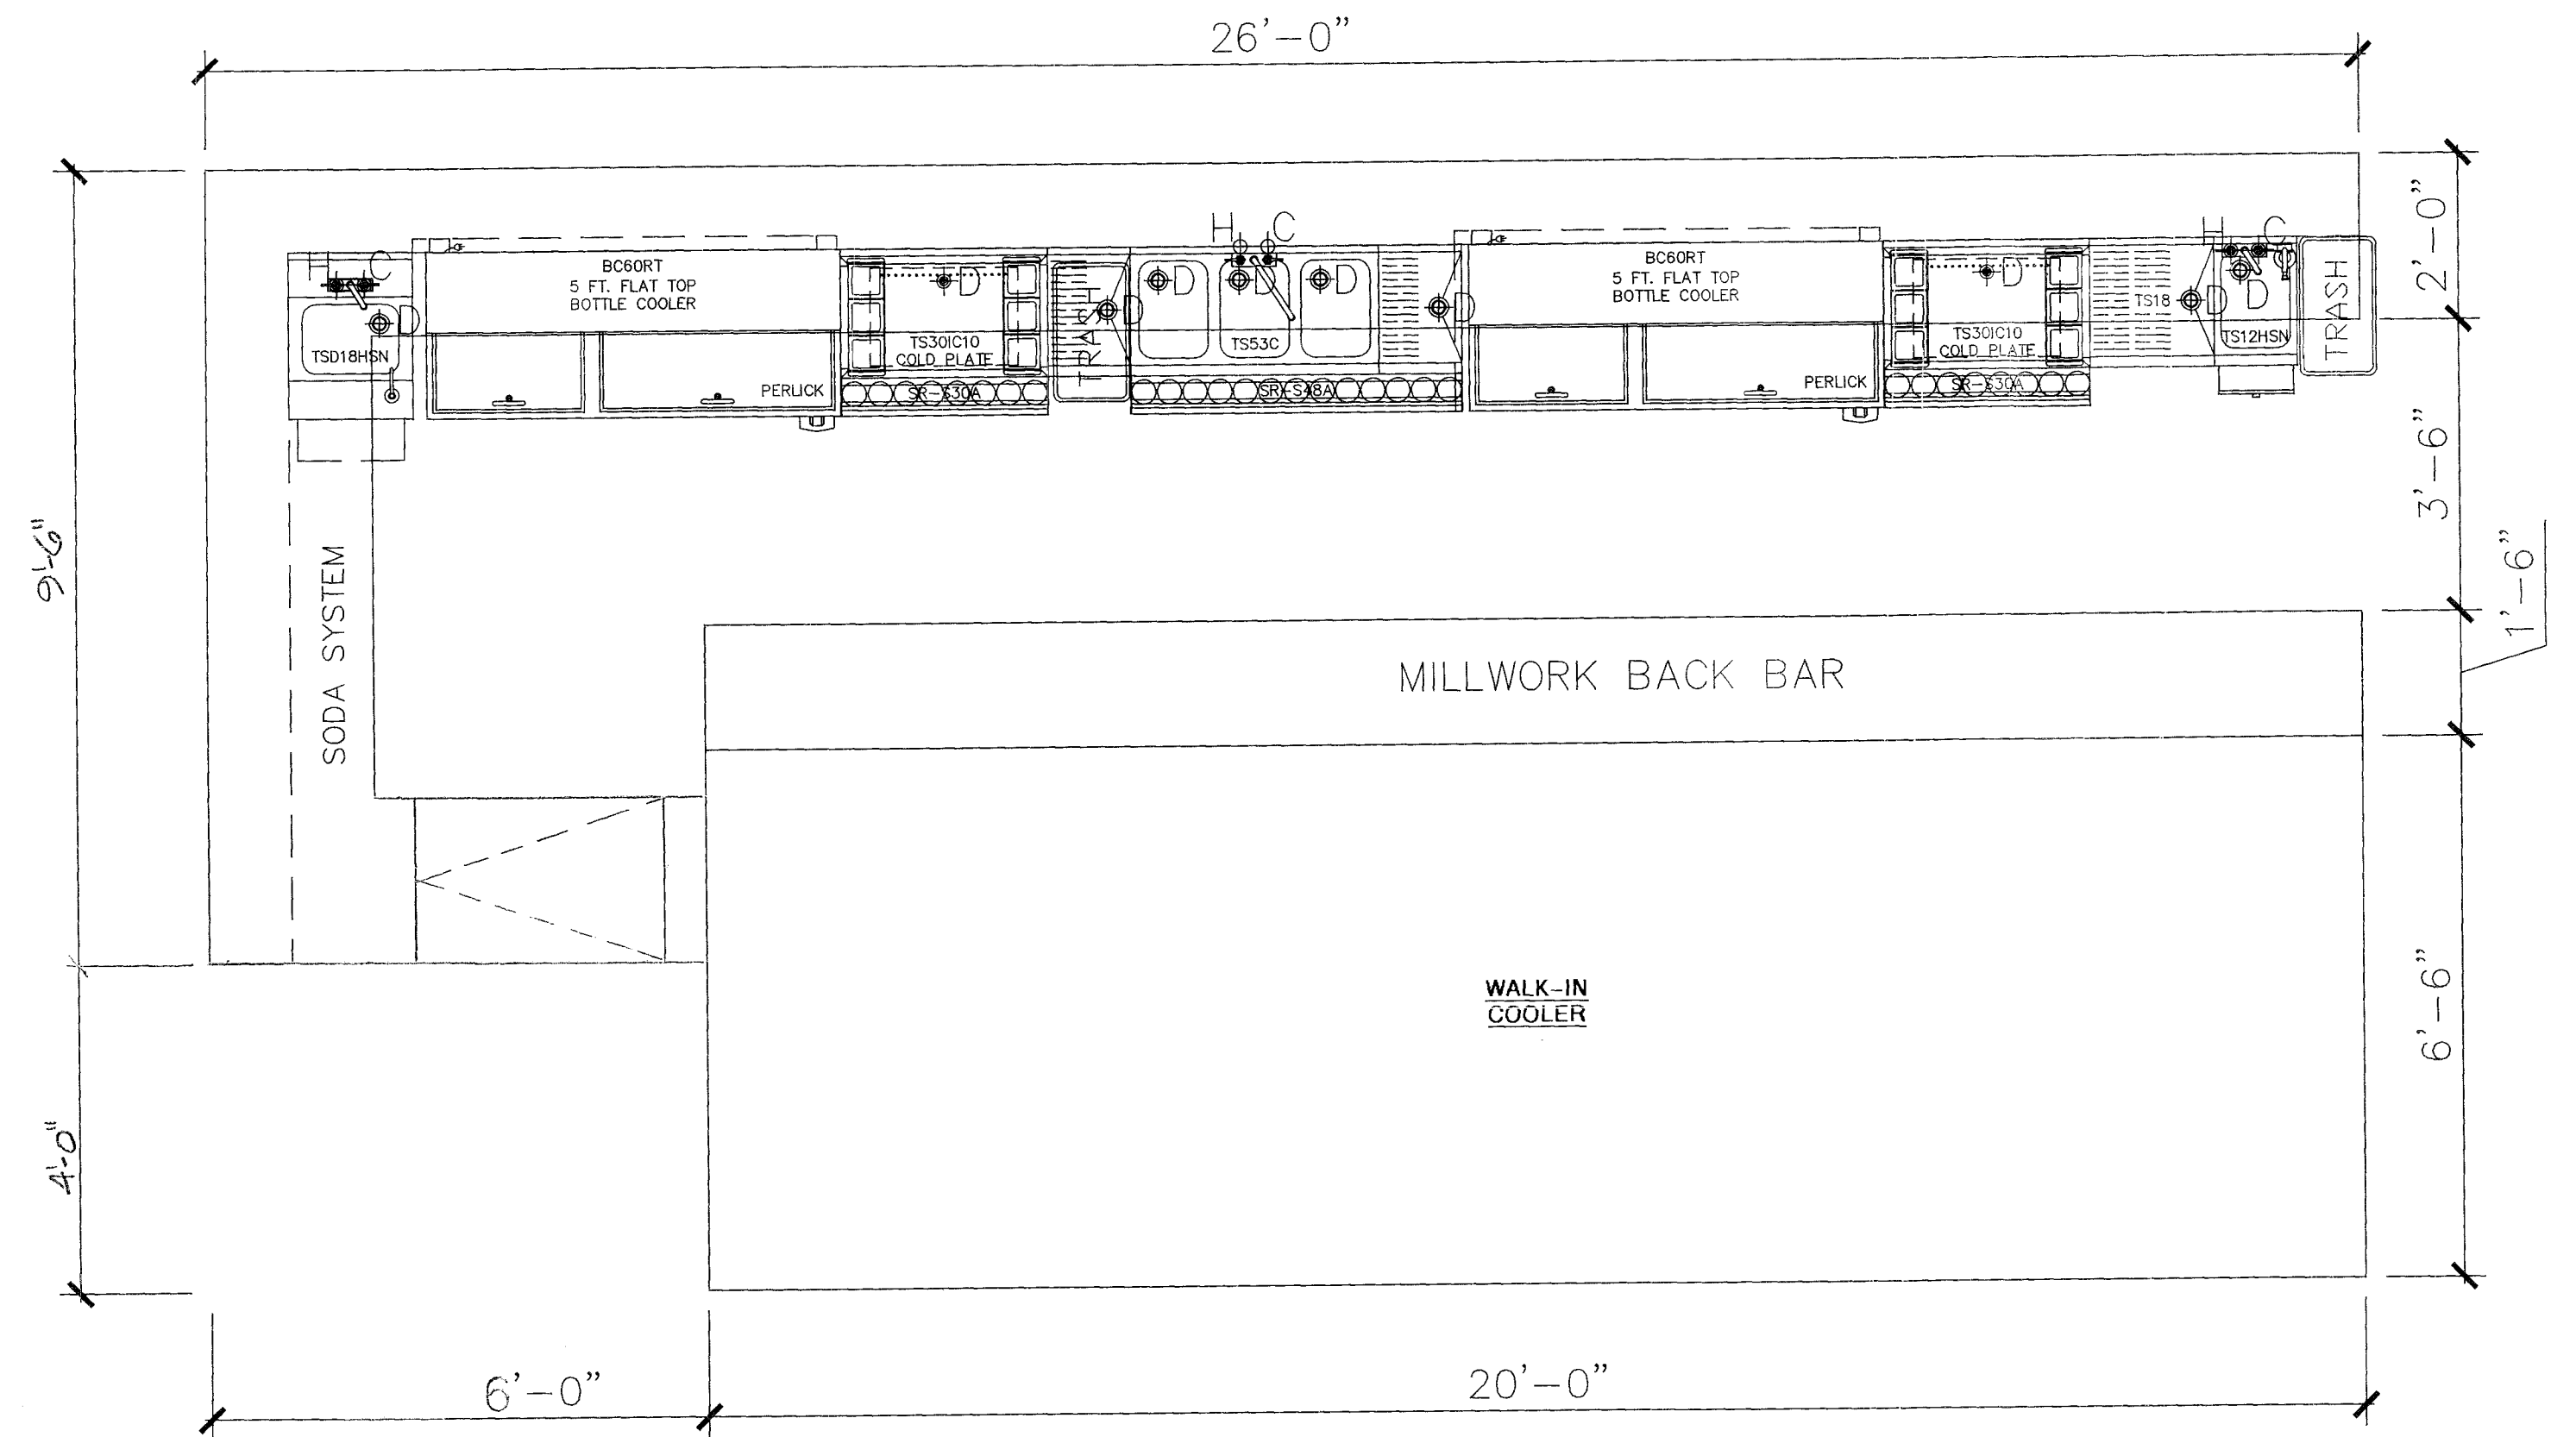 26'-0"
2'-0"
H C
H C
H C
BC60RT
5 FT. FLAT TOP
BOTTLE COOLER
BC60RT
5 FT. FLAT TOP
BOTTLE COOLER
D
D
D
D
D
D
D
D
D
D
TRASH
TRASH
TS18
TSD18HSN
TS30IC10
COLD PLATE
TS53C
TS30IC10
COLD PLATE
TS12HSN
PERLICK
SR-S30A
SR-S48A
PERLICK
SR-S30A
3'-6"
9'-6"
SODA SYSTEM
1'-6"
MILLWORK BACK BAR
WALK-IN
COOLER
6'-6"
4'-0"
6'-0"
20'-0"